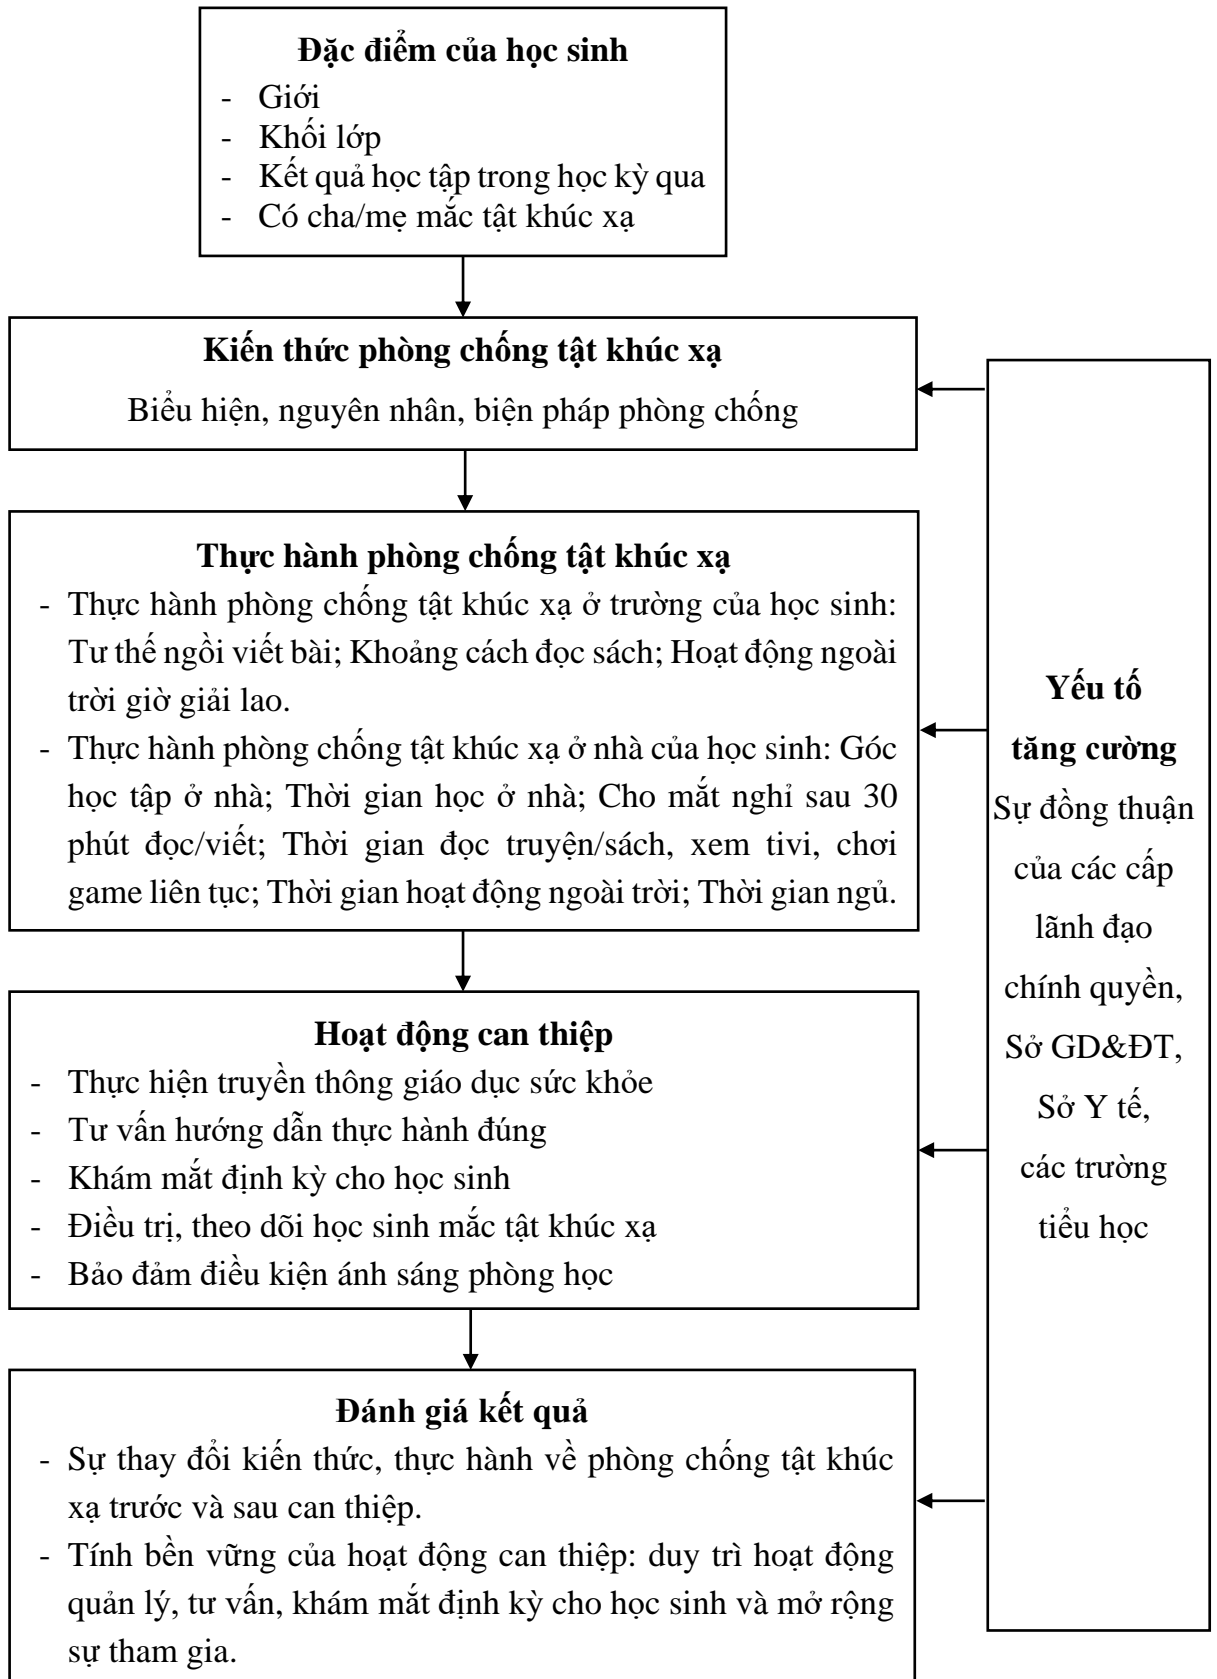 Đặc điểm của học sinh
- Giới
- Khối lớp
- Kết quả học tập trong học kỳ qua
- Có cha/mẹ mắc tật khúc xạ
Kiến thức phòng chống tật khúc xạ
Biểu hiện, nguyên nhân, biện pháp phòng chống
Thực hành phòng chống tật khúc xạ
- Thực hành phòng chống tật khúc xạ ở trường của học sinh:
Tư thế ngồi viết bài; Khoảng cách đọc sách; Hoạt động ngoài
trời giờ giải lao.
- Thực hành phòng chống tật khúc xạ ở nhà của học sinh: Góc
học tập ở nhà; Thời gian học ở nhà; Cho mắt nghỉ sau 30
phút đọc/viết; Thời gian đọc truyện/sách, xem tivi, chơi
game liên tục; Thời gian hoạt động ngoài trời; Thời gian ngủ.
Hoạt động can thiệp
- Thực hiện truyền thông giáo dục sức khỏe
- Tư vấn hướng dẫn thực hành đúng
- Khám mắt định kỳ cho học sinh
- Điều trị, theo dõi học sinh mắc tật khúc xạ
- Bảo đảm điều kiện ánh sáng phòng học
Đánh giá kết quả
- Sự thay đổi kiến thức, thực hành về phòng chống tật khúc
xạ trước và sau can thiệp.
- Tính bền vững của hoạt động can thiệp: duy trì hoạt động
quản lý, tư vấn, khám mắt định kỳ cho học sinh và mở rộng
sự tham gia.
Yếu tố
tăng cường
Sự đồng thuận
của các cấp
lãnh đạo
chính quyền,
Sở GD&ĐT,
Sở Y tế,
các trường
tiểu học